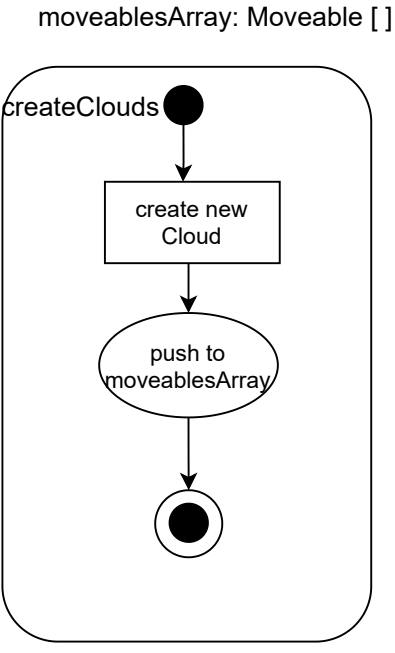 moveablesArray: Moveable [ ]
createClouds
create new
Cloud
push to
moveablesArray